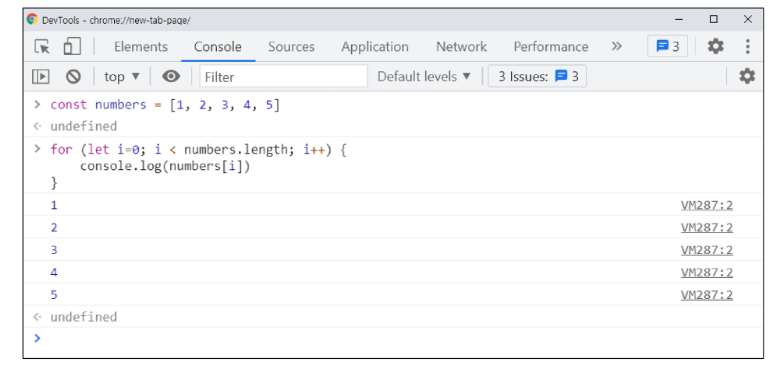 DevTools - chrome://new-tab-page/
Elements Console Sources Application Network Performance » 3
top ▼ Filter Default levels ▼ 3 Issues: 3
> const numbers = [1, 2, 3, 4, 5]
<· undefined
> for (let i=0; i < numbers.length; i++) {
console.log(numbers[i])
}
1 VM287:2
2 VM287:2
3 VM287:2
4 VM287:2
5 VM287:2
<· undefined
>